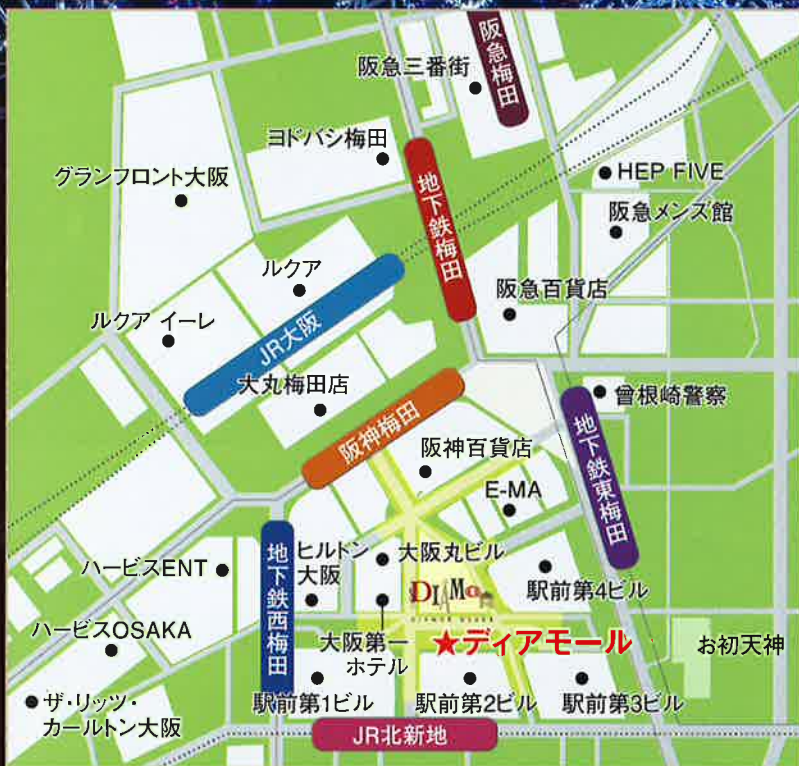 阪急三番街
阪急梅田
ヨドバシ梅田
グランフロント大阪
地下鉄梅田
HEP FIVE
阪急メンズ館
ルクア
阪急百貨店
ルクア イーレ
JR大阪
大丸梅田店
曾根崎警察
阪神梅田
阪神百貨店
地下鉄東梅田
E-MA
地下鉄西梅田
ヒルトン
大阪
大阪丸ビル
ハービスENT
駅前第4ビル
DIAMOR
ハービスOSAKA
大阪第一
ホテル
★ディアモール
お初天神
ザ・リッツ・
カールトン大阪
駅前第1ビル
駅前第2ビル
駅前第3ビル
JR北新地